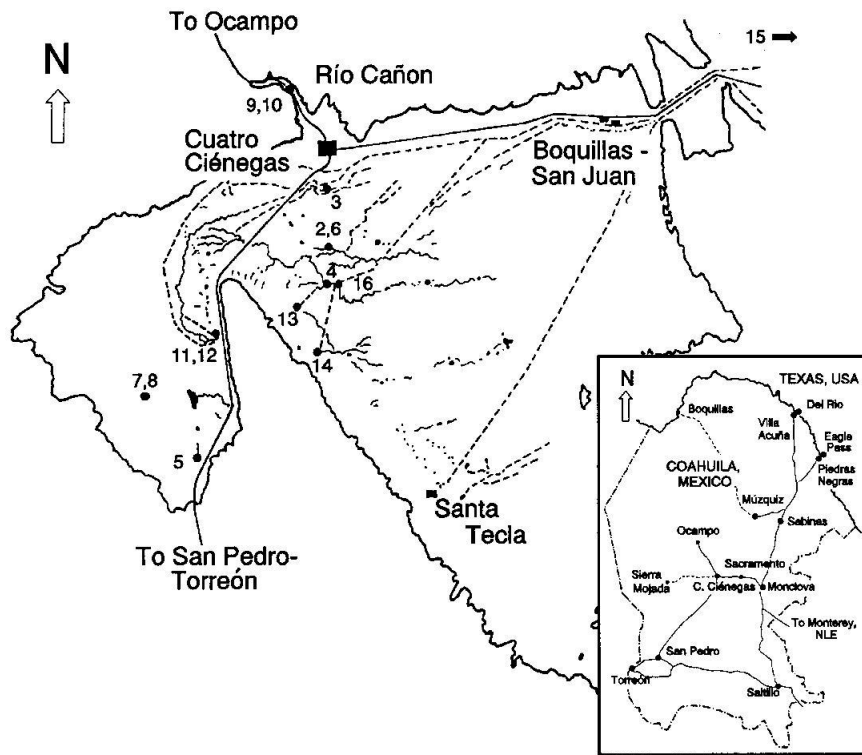 To Ocampo
15
N
Río Cañon
9,10
Cuatro
Ciénegas
Boquillas -
San Juan
3
2,6
4
16
13
14
11,12
7,8
5
Santa
Tecla
To San Pedro-
Torreón
N
TEXAS, USA
Boquillas
Del Rio
Villa
Acuña
Eagle
Pass
COAHUILA,
MEXICO
Piedras
Negras
Múzquiz
Sabinas
Ocampo
Sacramento
Sierra
Mojada
C. Ciénegas
Monclova
To Monterey,
NLE
San Pedro
Torreón
Saltillo